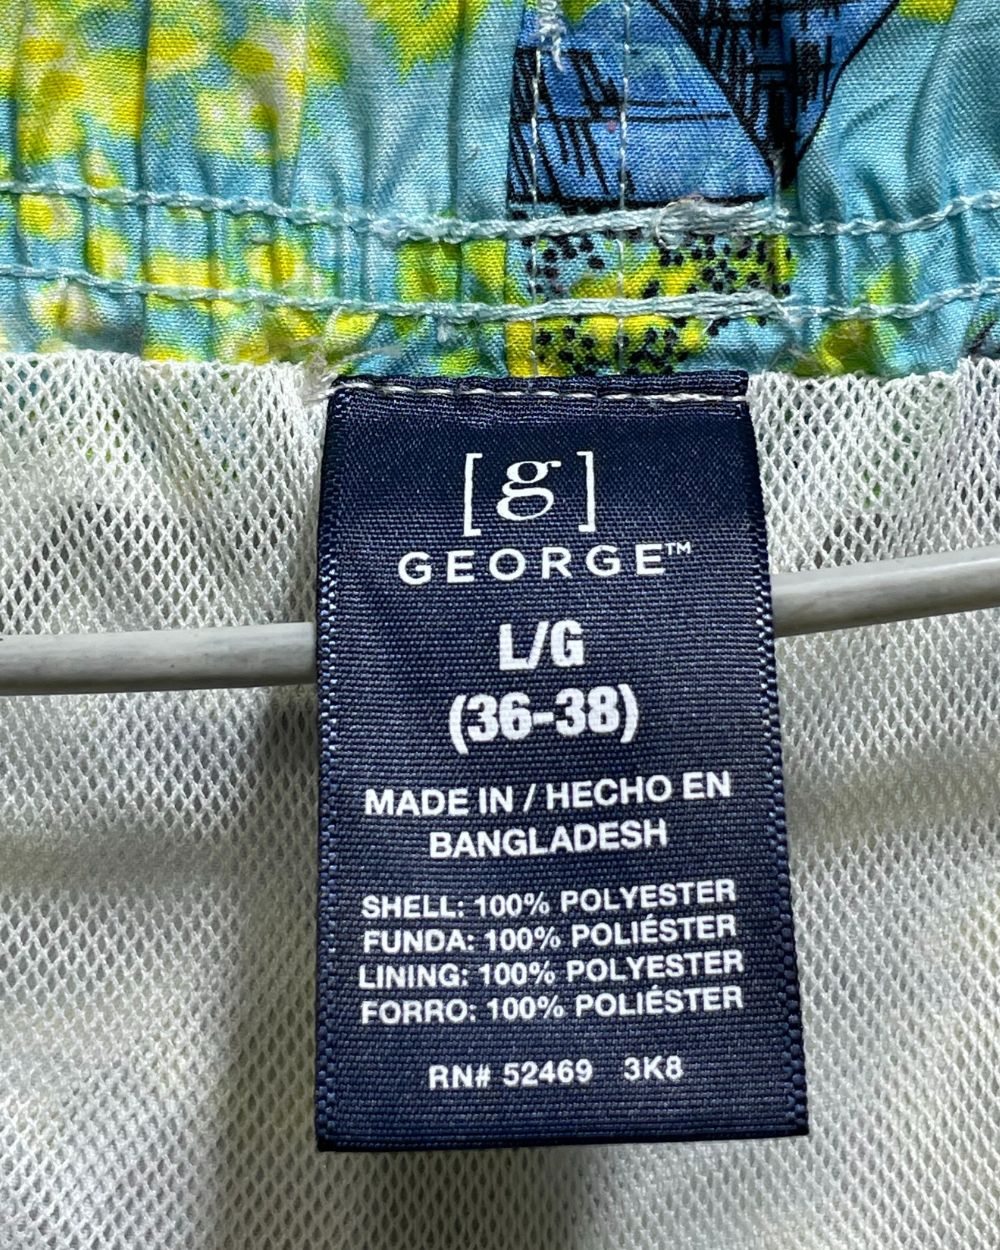 [g]
GEORGE™
L/G
(36-38)
MADE IN / HECHO EN
BANGLADESH
SHELL: 100% POLYESTER
FUNDA: 100% POLIÉSTER
LINING: 100% POLYESTER
FORRO: 100% POLIÉSTER
RN# 52469 3K8